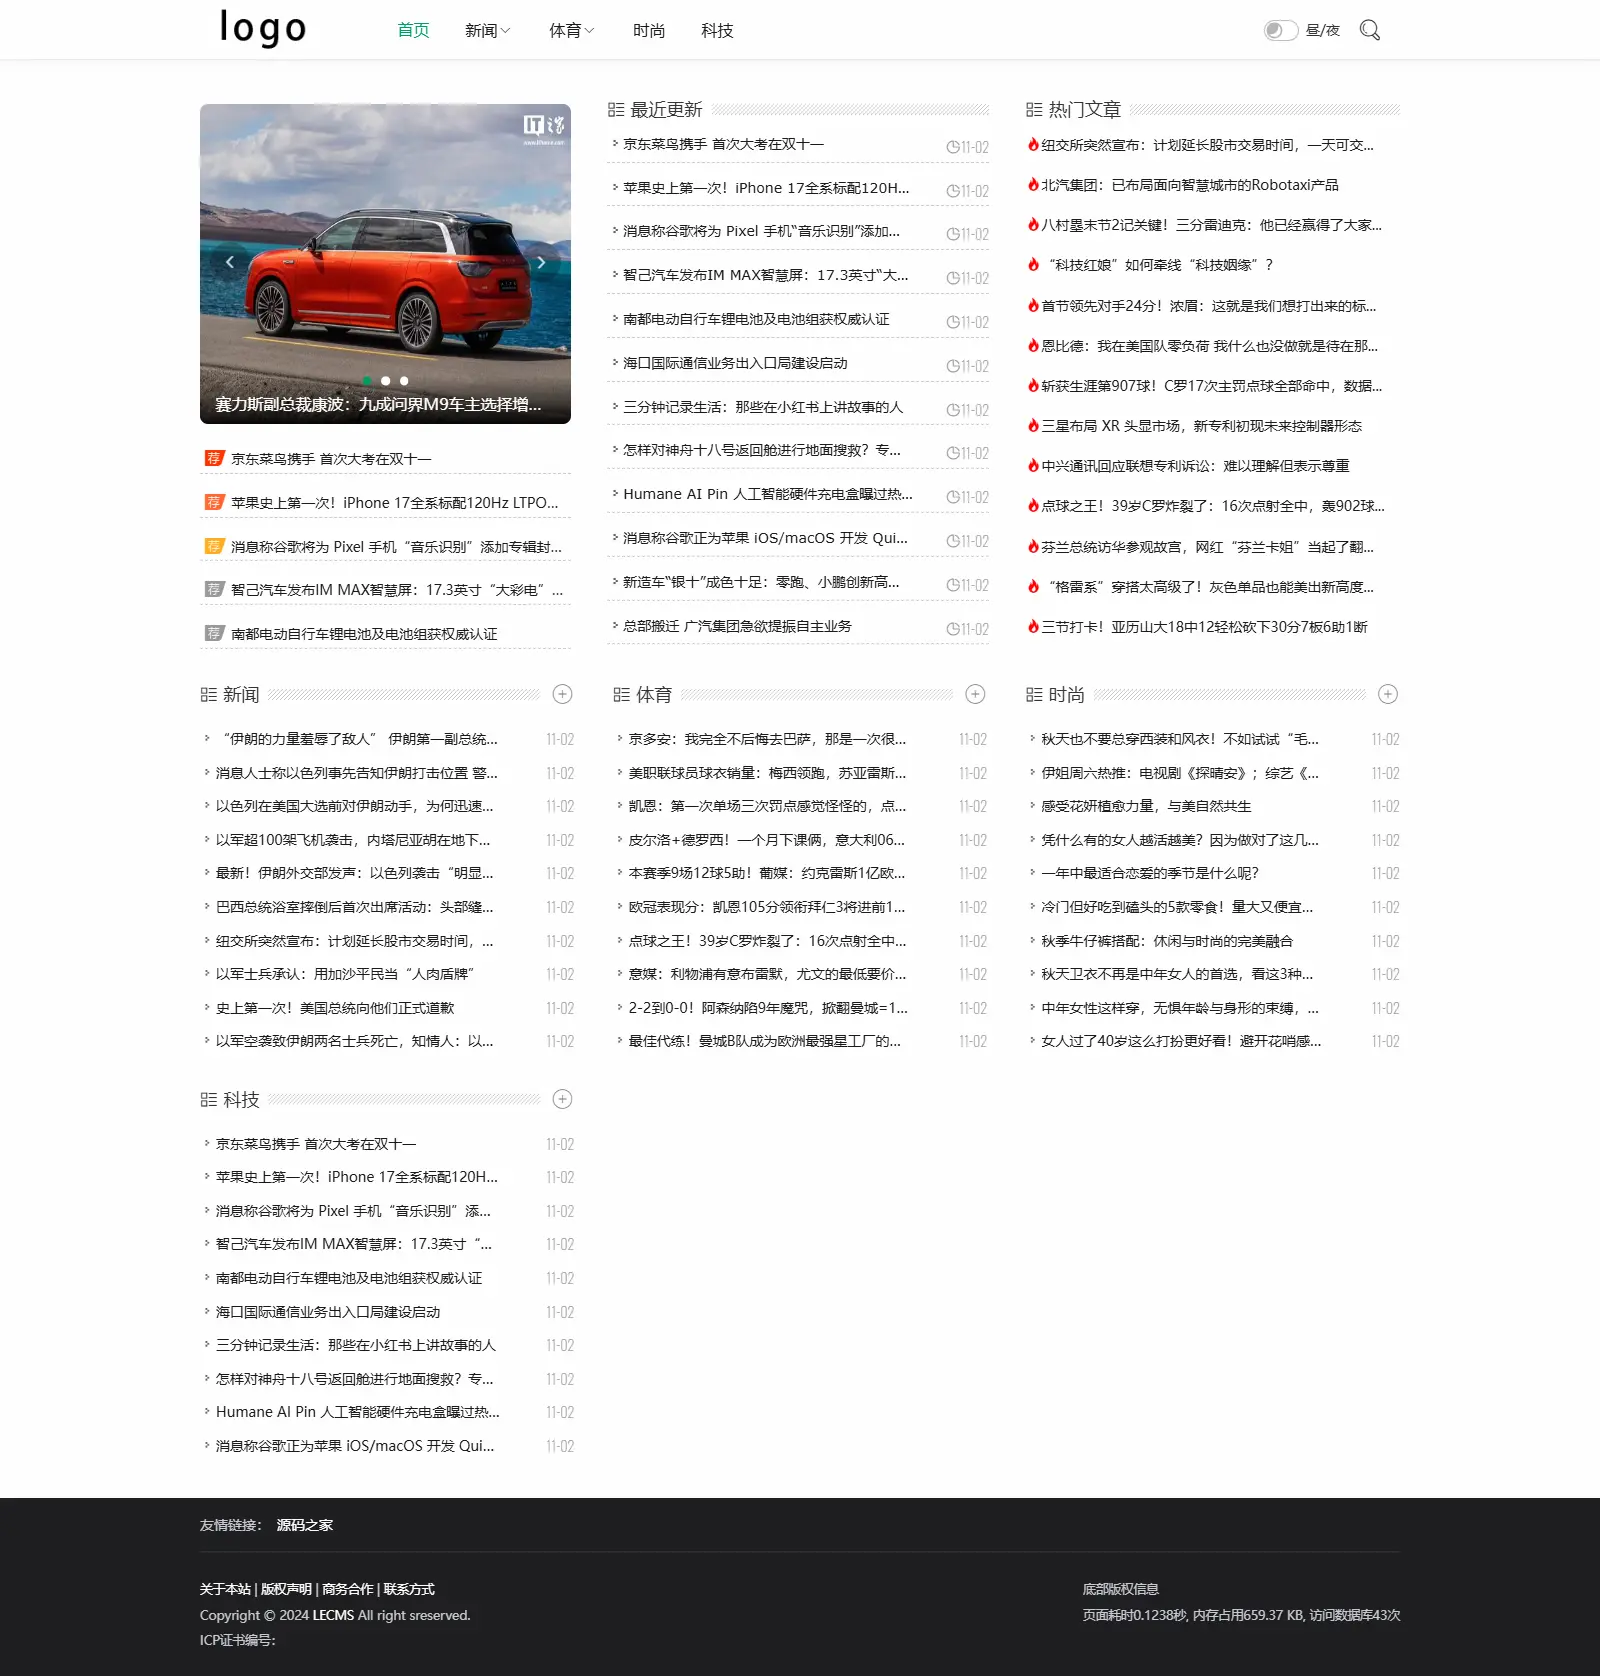 logo
首页 新闻 体育 时尚 科技 昼/夜
IT之家
www.ithome.com
赛力斯副总裁康波：九成问界M9车主选择增...
荐 京东菜鸟携手 首次大考在双十一
荐 苹果史上第一次！iPhone 17全系标配120Hz LTPO...
荐 消息称谷歌将为 Pixel 手机“音乐识别”添加专辑封...
荐 智己汽车发布IM MAX智慧屏：17.3英寸“大彩电”...
荐 南都电动自行车锂电池及电池组获权威认证
最近更新
京东菜鸟携手 首次大考在双十一 11-02
苹果史上第一次！iPhone 17全系标配120H... 11-02
消息称谷歌将为 Pixel 手机“音乐识别”添加... 11-02
智己汽车发布IM MAX智慧屏：17.3英寸“大... 11-02
南都电动自行车锂电池及电池组获权威认证 11-02
海口国际通信业务出入口局建设启动 11-02
三分钟记录生活：那些在小红书上讲故事的人 11-02
怎样对神舟十八号返回舱进行地面搜救？专... 11-02
Humane AI Pin 人工智能硬件充电盒曝过热... 11-02
消息称谷歌正为苹果 iOS/macOS 开发 Qui... 11-02
新造车“银十”成色十足：零跑、小鹏创新高... 11-02
总部搬迁 广汽集团急欲提振自主业务 11-02
热门文章
纽交所突然宣布：计划延长股市交易时间，一天可交...
北汽集团：已布局面向智慧城市的Robotaxi产品
八村塁末节2记关键！三分雷迪克：他已经赢得了大家...
“科技红娘”如何牵线“科技姻缘”？
首节领先对手24分！浓眉：这就是我们想打出来的标...
恩比德：我在美国队零负荷 我什么也没做就是待在那...
斩获生涯第907球！C罗17次主罚点球全部命中，数据...
三星布局 XR 头显市场，新专利初现未来控制器形态
中兴通讯回应联想专利诉讼：难以理解但表示尊重
点球之王！39岁C罗炸裂了：16次点射全中，轰902球...
芬兰总统访华参观故宫，网红“芬兰卡姐”当起了翻...
“格雷系”穿搭太高级了！灰色单品也能美出新高度...
三节打卡！亚历山大18中12轻松砍下30分7板6助1断
新闻
“伊朗的力量羞辱了敌人” 伊朗第一副总统... 11-02
消息人士称以色列事先告知伊朗打击位置 警... 11-02
以色列在美国大选前对伊朗动手，为何迅速... 11-02
以军超100架飞机袭击，内塔尼亚胡在地下... 11-02
最新！伊朗外交部发声：以色列袭击“明显... 11-02
巴西总统浴室摔倒后首次出席活动：头部缝... 11-02
纽交所突然宣布：计划延长股市交易时间，... 11-02
以军士兵承认：用加沙平民当“人肉盾牌” 11-02
史上第一次！美国总统向他们正式道歉 11-02
以军空袭致伊朗两名士兵死亡，知情人：以... 11-02
体育
京多安：我完全不后悔去巴萨，那是一次很... 11-02
美职联球员球衣销量：梅西领跑，苏亚雷斯... 11-02
凯恩：第一次单场三次罚点感觉怪怪的，点... 11-02
皮尔洛+德罗西！一个月下课俩，意大利06... 11-02
本赛季9场12球5助！葡媒：约克雷斯1亿欧... 11-02
欧冠表现分：凯恩105分领衔拜仁3将进前1... 11-02
点球之王！39岁C罗炸裂了：16次点射全中... 11-02
意媒：利物浦有意布雷默，尤文的最低要价... 11-02
2-2到0-0！阿森纳陷9年魔咒，掀翻曼城=1... 11-02
最佳代练！曼城B队成为欧洲最强星工厂的... 11-02
时尚
秋天也不要总穿西装和风衣！不如试试“毛... 11-02
伊姐周六热推：电视剧《探晴安》；综艺《... 11-02
感受花妍植愈力量，与美自然共生 11-02
凭什么有的女人越活越美？因为做对了这几... 11-02
一年中最适合恋爱的季节是什么呢？ 11-02
冷门但好吃到磕头的5款零食！量大又便宜... 11-02
秋季牛仔裤搭配：休闲与时尚的完美融合 11-02
秋天卫衣不再是中年女人的首选，看这3种... 11-02
中年女性这样穿，无惧年龄与身形的束缚，... 11-02
女人过了40岁这么打扮更好看！避开花哨感... 11-02
科技
京东菜鸟携手 首次大考在双十一 11-02
苹果史上第一次！iPhone 17全系标配120H... 11-02
消息称谷歌将为 Pixel 手机“音乐识别”添... 11-02
智己汽车发布IM MAX智慧屏：17.3英寸“... 11-02
南都电动自行车锂电池及电池组获权威认证 11-02
海口国际通信业务出入口局建设启动 11-02
三分钟记录生活：那些在小红书上讲故事的人 11-02
怎样对神舟十八号返回舱进行地面搜救？专... 11-02
Humane AI Pin 人工智能硬件充电盒曝过热... 11-02
消息称谷歌正为苹果 iOS/macOS 开发 Qui... 11-02
友情链接： 源码之家
关于本站 | 版权声明 | 商务合作 | 联系方式
Copyright © 2024 LECMS All right sreserved.
ICP证书编号：
底部版权信息
页面耗时0.1238秒, 内存占用659.37 KB, 访问数据库43次